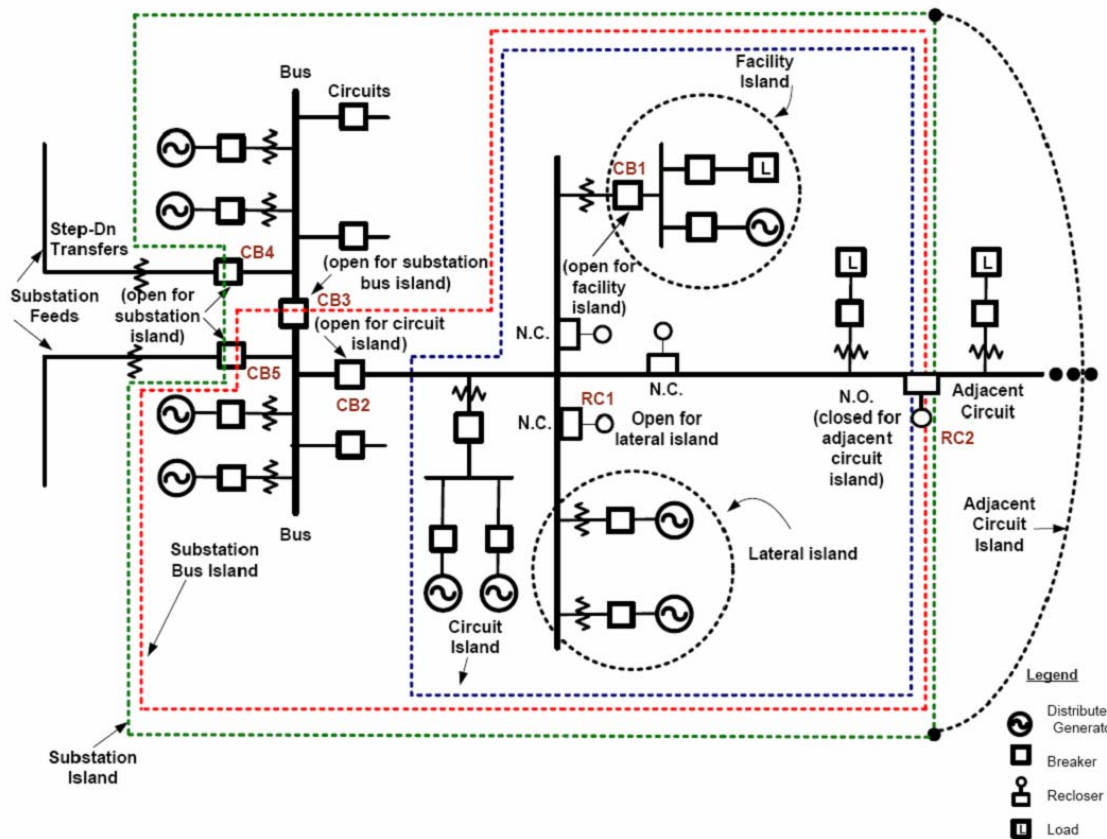 Bus
Circuits
Facility
Island
CB1
L
Step-Dn
Transfers
CB4
(open for substation
bus island)
(open for
facility
island)
L
L
Substation
Feeds
(open for
substation
island)
CB3
(open for circuit
island)
N.C.
CB5
CB2
N.C.
N.C.
RC1
Open for
lateral island
N.O.
(closed for
adjacent
circuit
island)
Adjacent
Circuit
RC2
Bus
Adjacent
Circuit
Island
Substation
Bus Island
Lateral island
Circuit
Island
Substation
Island
Legend
Distribute
Generato
Breaker
Recloser
L
Load